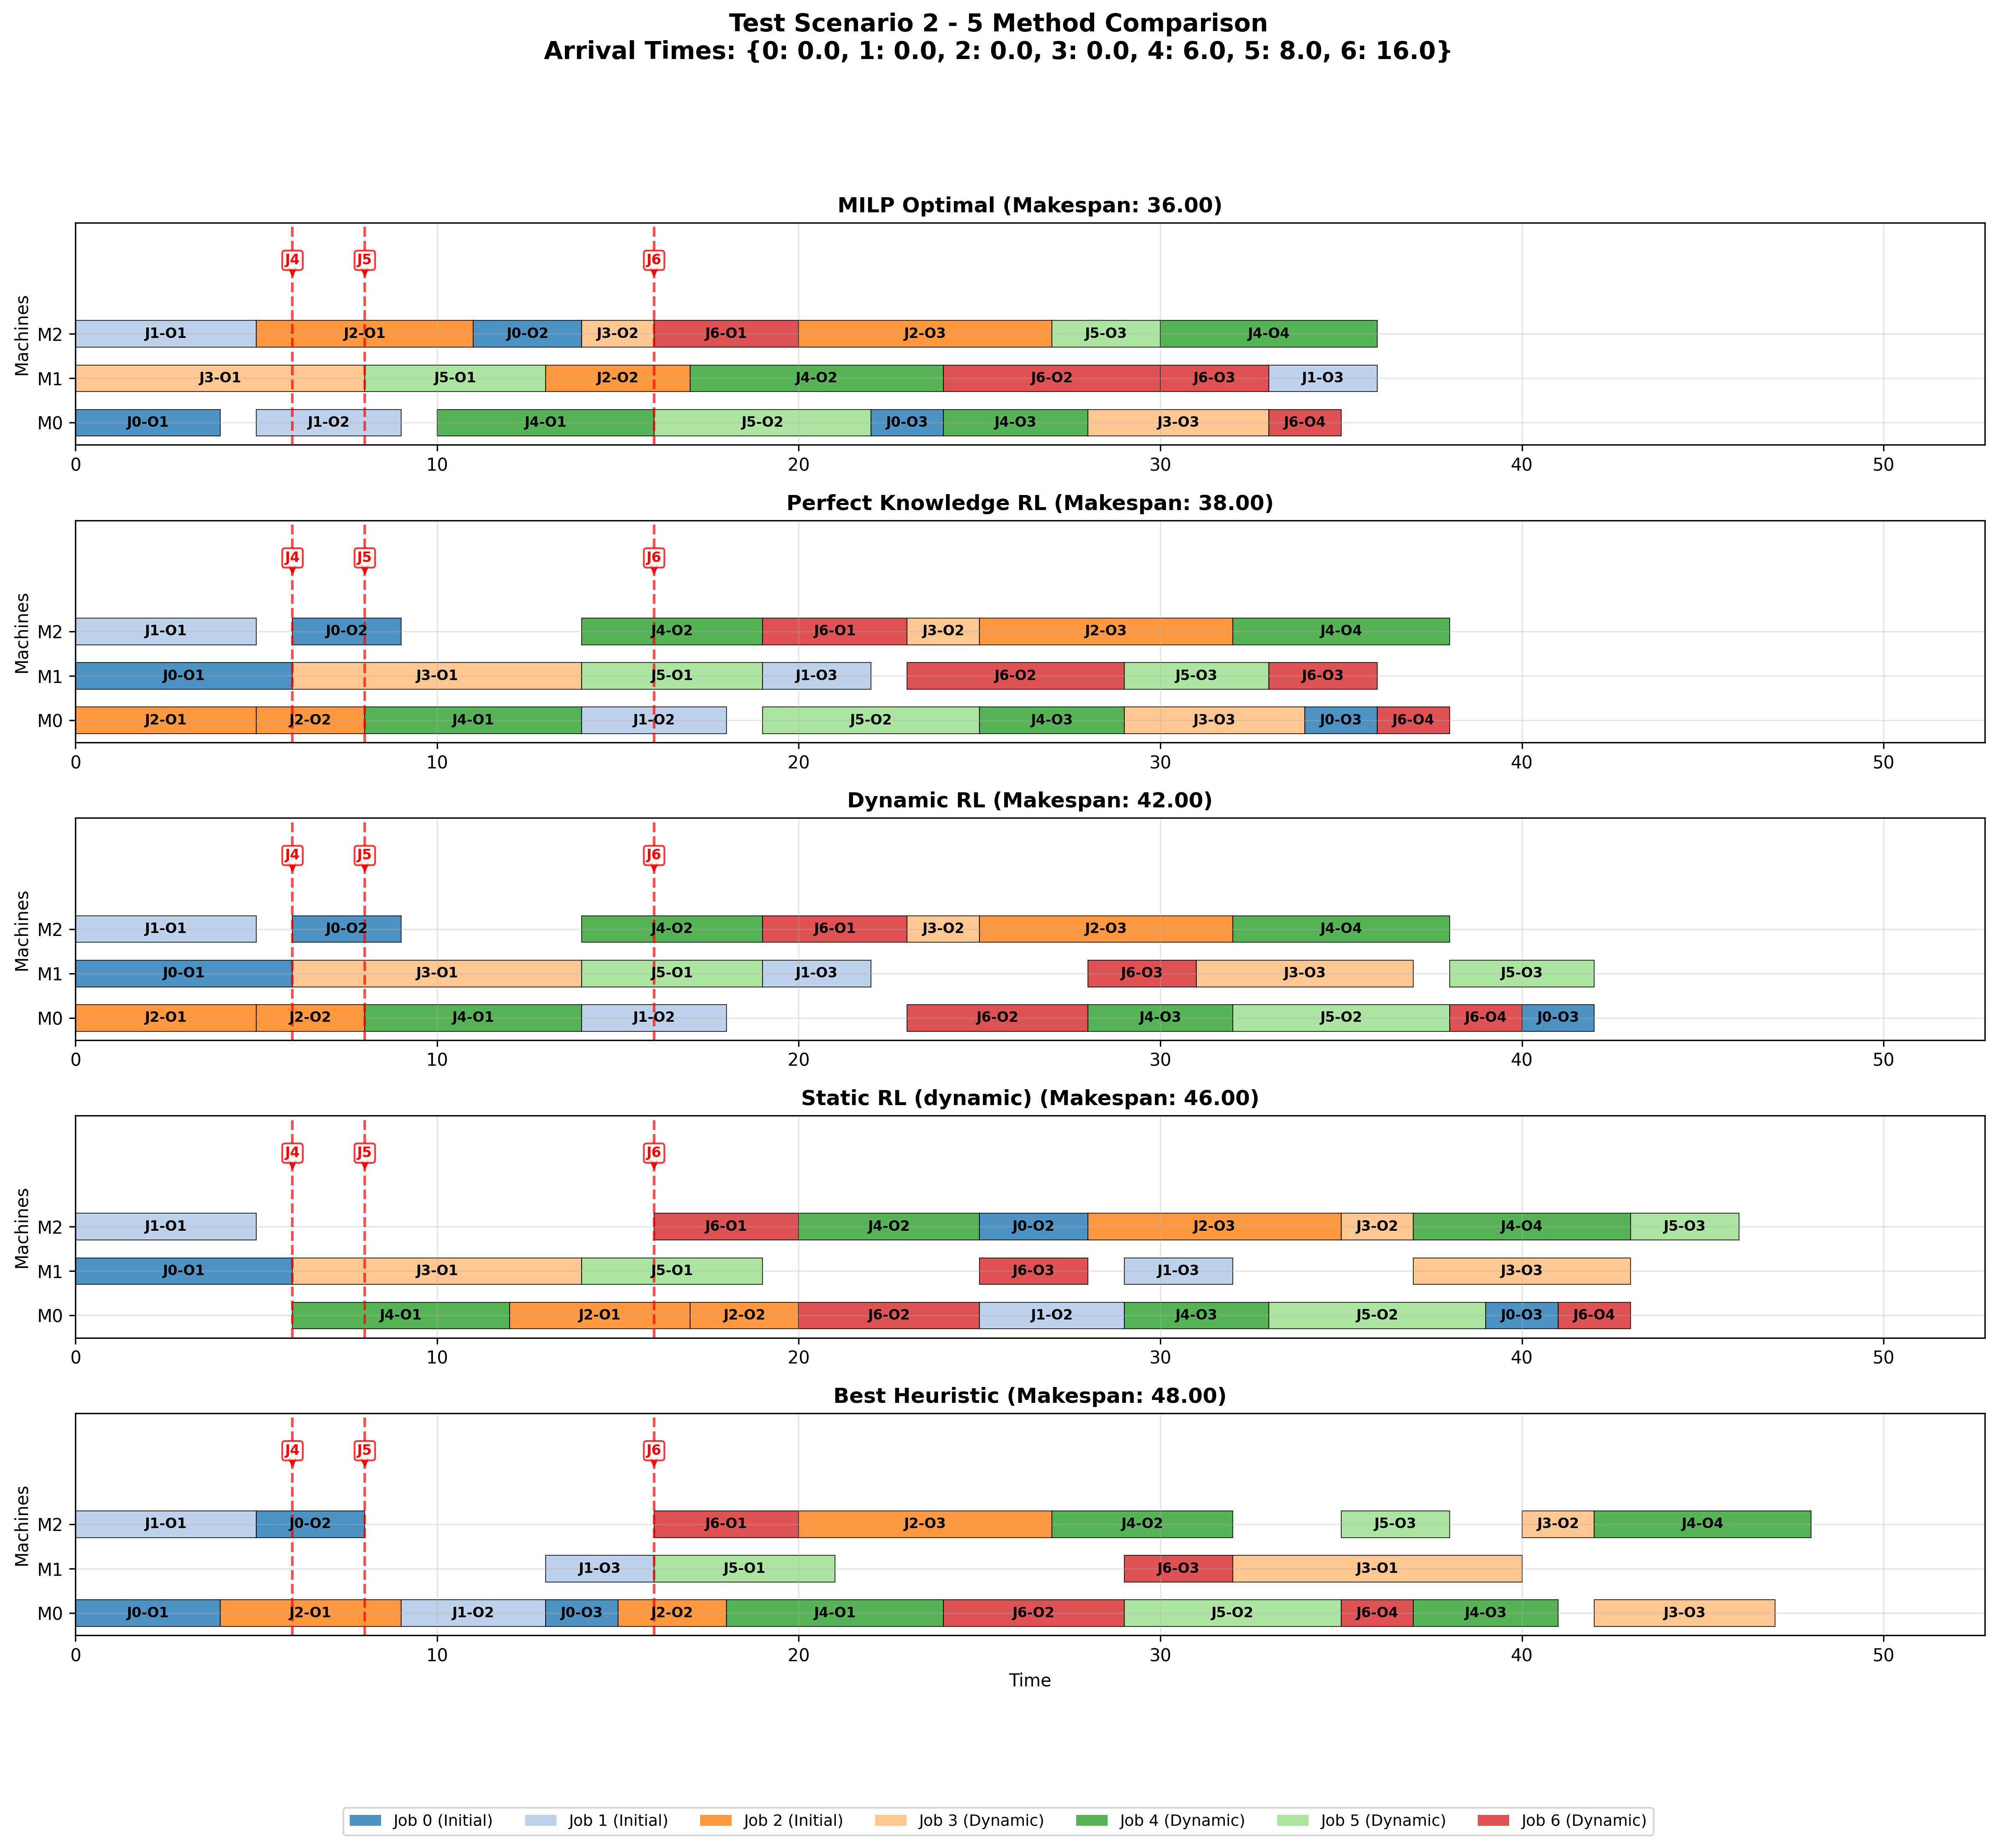 Test Scenario 2 - 5 Method Comparison
Arrival Times: {0: 0.0, 1: 0.0, 2: 0.0, 3: 0.0, 4: 6.0, 5: 8.0, 6: 16.0}
MILP Optimal (Makespan: 36.00)
J4 J5 J6
Machines
M2 J1-O1 J2-O1 J0-O2 J3-O2 J6-O1 J2-O3 J5-O3 J4-O4
M1 J3-O1 J5-O1 J2-O2 J4-O2 J6-O2 J6-O3 J1-O3
M0 J0-O1 J1-O2 J4-O1 J5-O2 J0-O3 J4-O3 J3-O3 J6-O4
0 10 20 30 40 50
Perfect Knowledge RL (Makespan: 38.00)
J4 J5 J6
Machines
M2 J1-O1 J0-O2 J4-O2 J6-O1 J3-O2 J2-O3 J4-O4
M1 J0-O1 J3-O1 J5-O1 J1-O3 J6-O2 J5-O3 J6-O3
M0 J2-O1 J2-O2 J4-O1 J1-O2 J5-O2 J4-O3 J3-O3 J0-O3 J6-O4
0 10 20 30 40 50
Dynamic RL (Makespan: 42.00)
J4 J5 J6
Machines
M2 J1-O1 J0-O2 J4-O2 J6-O1 J3-O2 J2-O3 J4-O4
M1 J0-O1 J3-O1 J5-O1 J1-O3 J6-O3 J3-O3 J5-O3
M0 J2-O1 J2-O2 J4-O1 J1-O2 J6-O2 J4-O3 J5-O2 J6-O4 J0-O3
0 10 20 30 40 50
Static RL (dynamic) (Makespan: 46.00)
J4 J5 J6
Machines
M2 J1-O1 J6-O1 J4-O2 J0-O2 J2-O3 J3-O2 J4-O4 J5-O3
M1 J0-O1 J3-O1 J5-O1 J6-O3 J1-O3 J3-O3
M0 J4-O1 J2-O1 J2-O2 J6-O2 J1-O2 J4-O3 J5-O2 J0-O3 J6-O4
0 10 20 30 40 50
Best Heuristic (Makespan: 48.00)
J4 J5 J6
Machines
M2 J1-O1 J0-O2 J6-O1 J2-O3 J4-O2 J5-O3 J3-O2 J4-O4
M1 J1-O3 J5-O1 J6-O3 J3-O1
M0 J0-O1 J2-O1 J1-O2 J0-O3 J2-O2 J4-O1 J6-O2 J5-O2 J6-O4 J4-O3 J3-O3
0 10 20 30 40 50
Time
Job 0 (Initial) Job 1 (Initial) Job 2 (Initial) Job 3 (Dynamic) Job 4 (Dynamic) Job 5 (Dynamic) Job 6 (Dynamic)